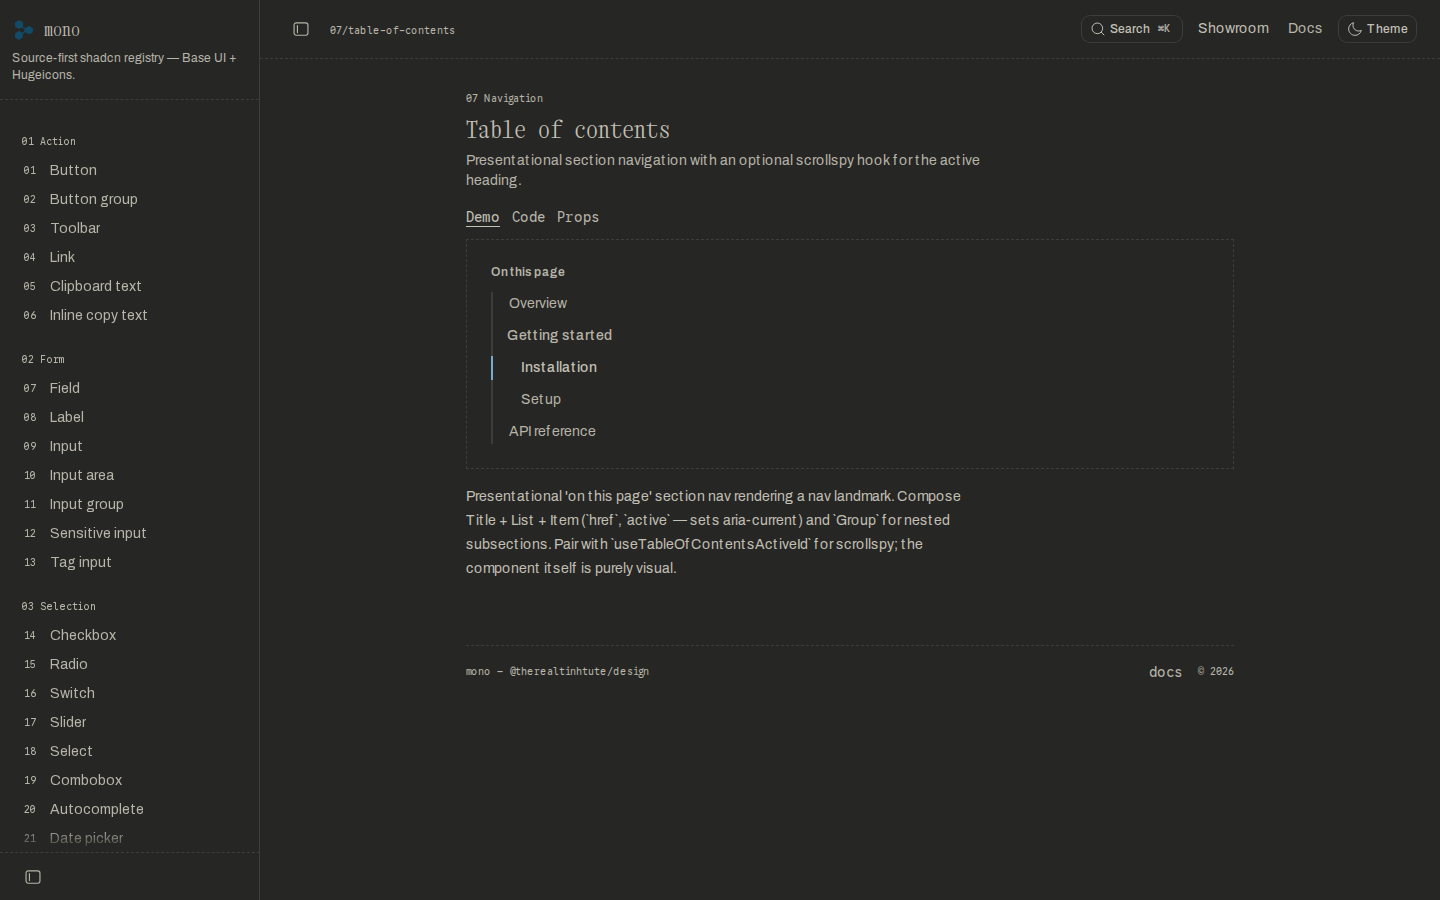 mono
Source-first shadcn registry — Base UI +
Hugeicons.
01 Action
01 Button
02 Button group
03 Toolbar
04 Link
05 Clipboard text
06 Inline copy text
02 Form
07 Field
08 Label
09 Input
10 Input area
11 Input group
12 Sensitive input
13 Tag input
03 Selection
14 Checkbox
15 Radio
16 Switch
17 Slider
18 Select
19 Combobox
20 Autocomplete
21 Date picker
07/table-of-contents
Search ⌘K
Showroom
Docs
Theme
07 Navigation
Table of contents
Presentational section navigation with an optional scrollspy hook for the active
heading.
Demo Code Props
On this page
Overview
Getting started
Installation
Setup
API reference
Presentational 'on this page' section nav rendering a nav landmark. Compose
Title + List + Item (`href`, `active` — sets aria-current) and `Group` for nested
subsections. Pair with `useTableOfContentsActiveId` for scrollspy; the
component itself is purely visual.
mono — @therealtinhtute/design
docs © 2026